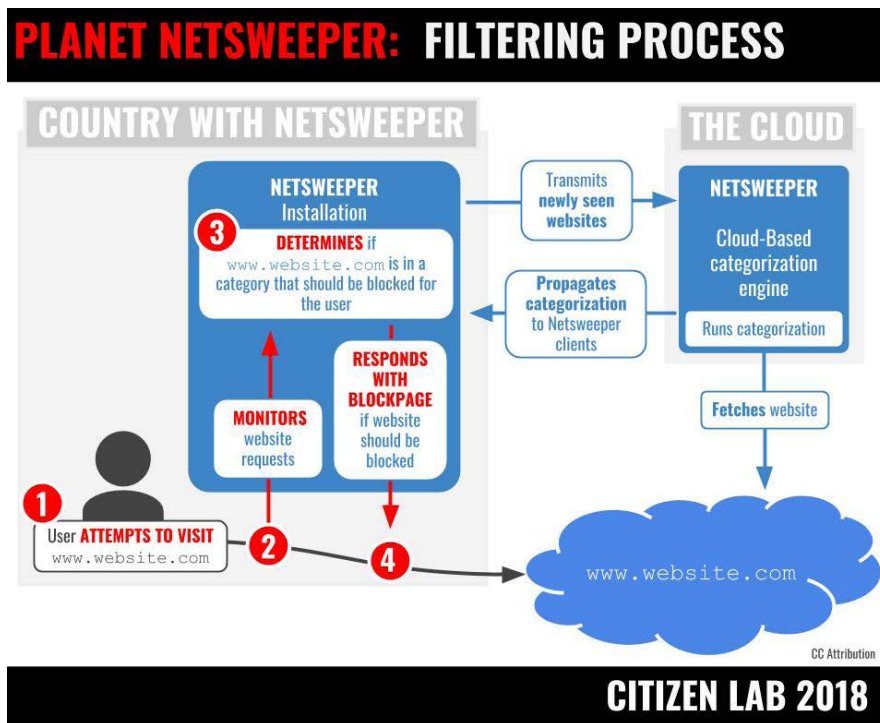 PLANET NETSWEEPER: FILTERING PROCESS
COUNTRY WITH NETSWEEPER
THE CLOUD
NETSWEEPER
Installation
3
DETERMINES if
www.website.com is in a
category that should be blocked for
the user
MONITORS
website
requests
RESPONDS
WITH
BLOCKPAGE
if website
should be
blocked
1
User ATTEMPTS TO VISIT
www.website.com
2
4
Transmits
newly seen
websites
Propagates
categorization
to Netsweeper
clients
NETSWEEPER
Cloud-Based
categorization
engine
Runs categorization
Fetches website
www.website.com
CC Attribution
CITIZEN LAB 2018